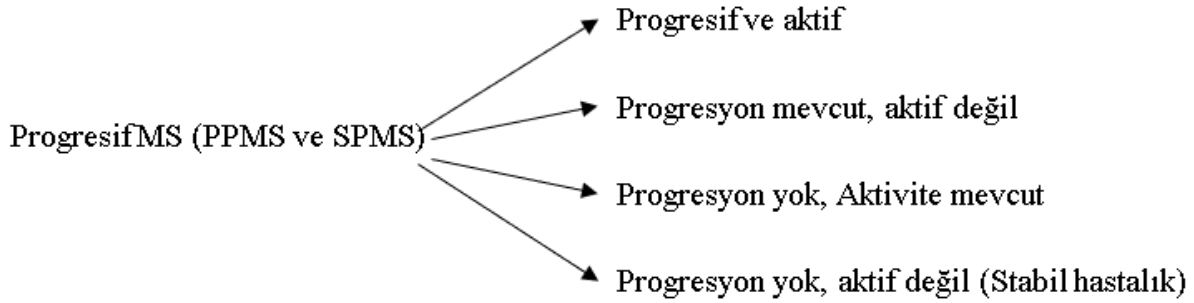 Progresif ve aktif
Progresyon mevcut, aktif değil
Progresif MS (PPMS ve SPMS)
Progresyon yok, Aktivite mevcut
Progresyon yok, aktif değil (Stabil hastalık)